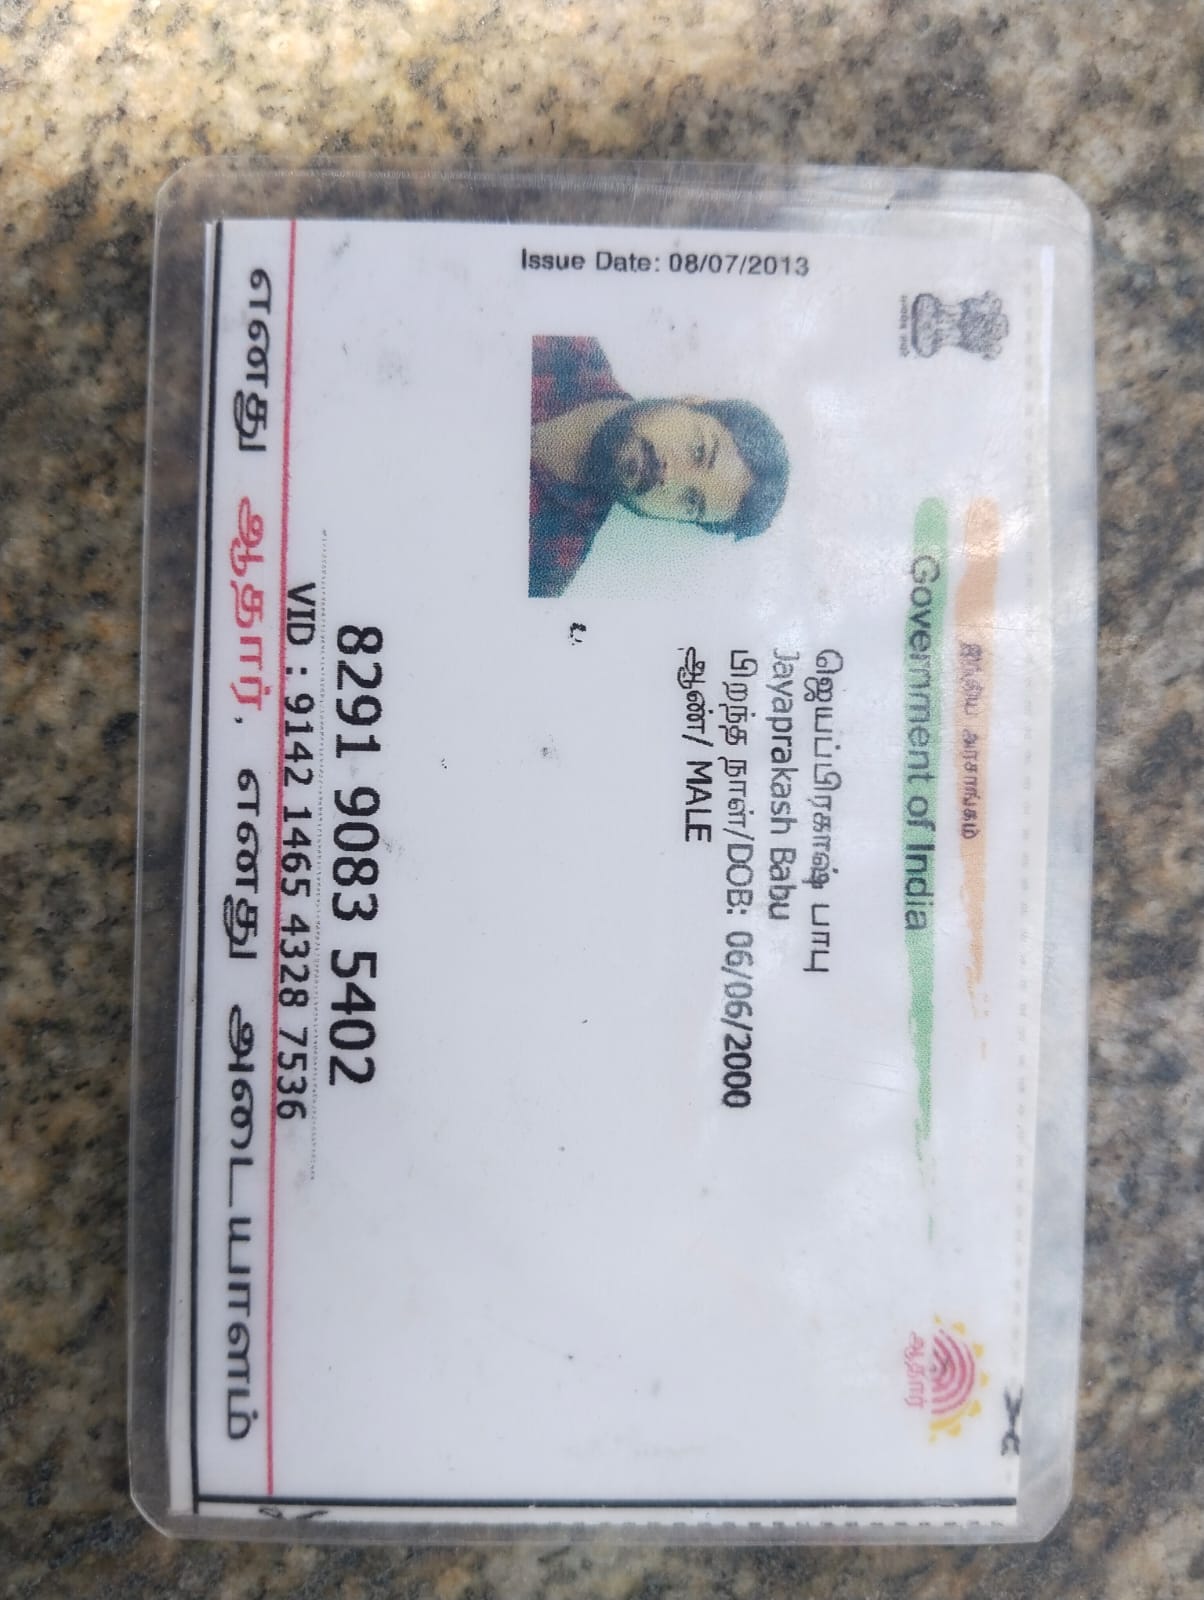 இந்திய அரசாங்கம்
Government of India
Issue Date: 08/07/2013
ஜெயப்பிரகாஷ் பாபு
Jayaprakash Babu
பிறந்த நாள்/DOB: 06/06/2000
ஆண்/ MALE
ஆதார்
8291 9083 5402
VID : 9142 1465 4328 7536
எனது ஆதார், எனது அடையாளம்